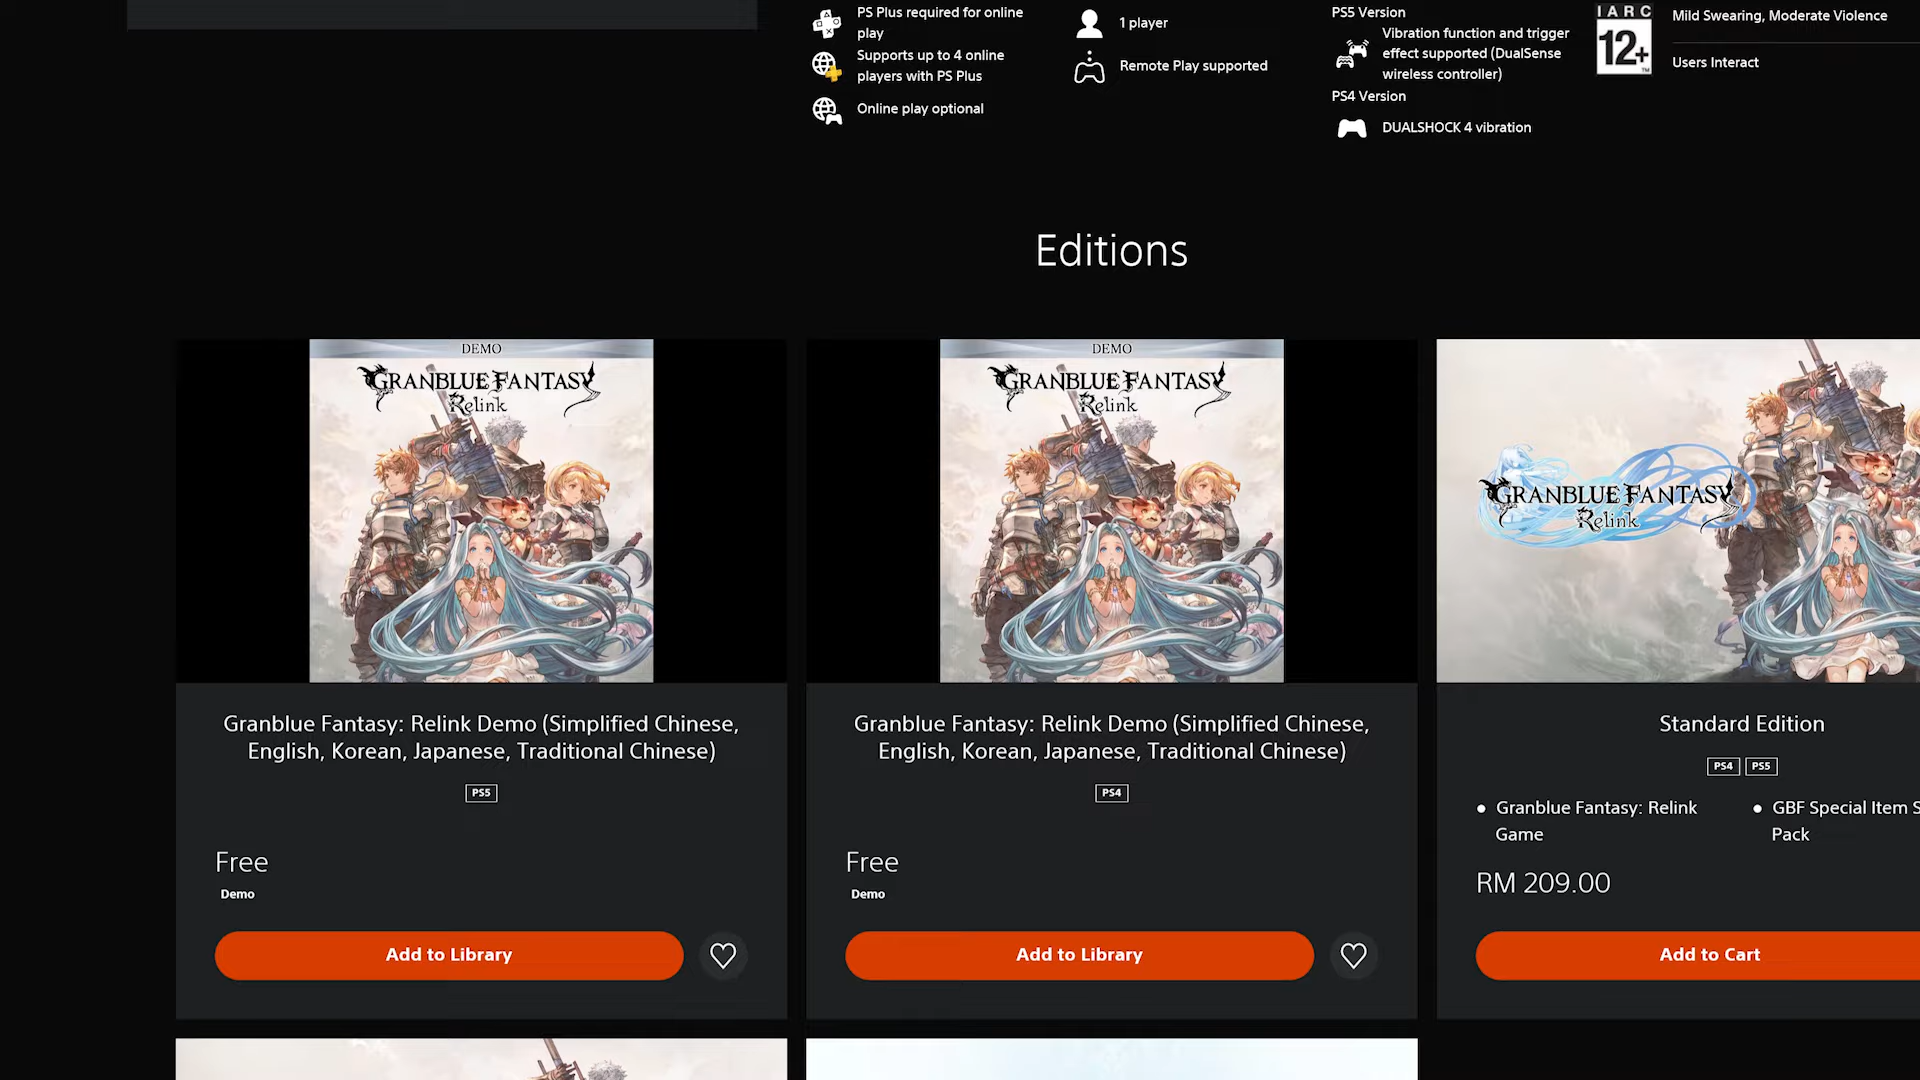 PS Plus required for online
play
Supports up to 4 online
players with PS Plus
Online play optional
1 player
Remote Play supported
PS5 Version
Vibration function and trigger
effect supported (DualSense
wireless controller)
PS4 Version
DUALSHOCK 4 vibration
IARC
12+
TM
Mild Swearing, Moderate Violence
Users Interact
Editions
DEMO
GRANBLUE FANTASY
Relink
Granblue Fantasy: Relink Demo (Simplified Chinese,
English, Korean, Japanese, Traditional Chinese)
PS5
Free
Demo
Add to Library
DEMO
GRANBLUE FANTASY
Relink
Granblue Fantasy: Relink Demo (Simplified Chinese,
English, Korean, Japanese, Traditional Chinese)
PS4
Free
Demo
Add to Library
GRANBLUE FANTASY
Relink
Standard Edition
PS4 PS5
• Granblue Fantasy: Relink
Game
• GBF Special Item S
Pack
RM 209.00
Add to Cart